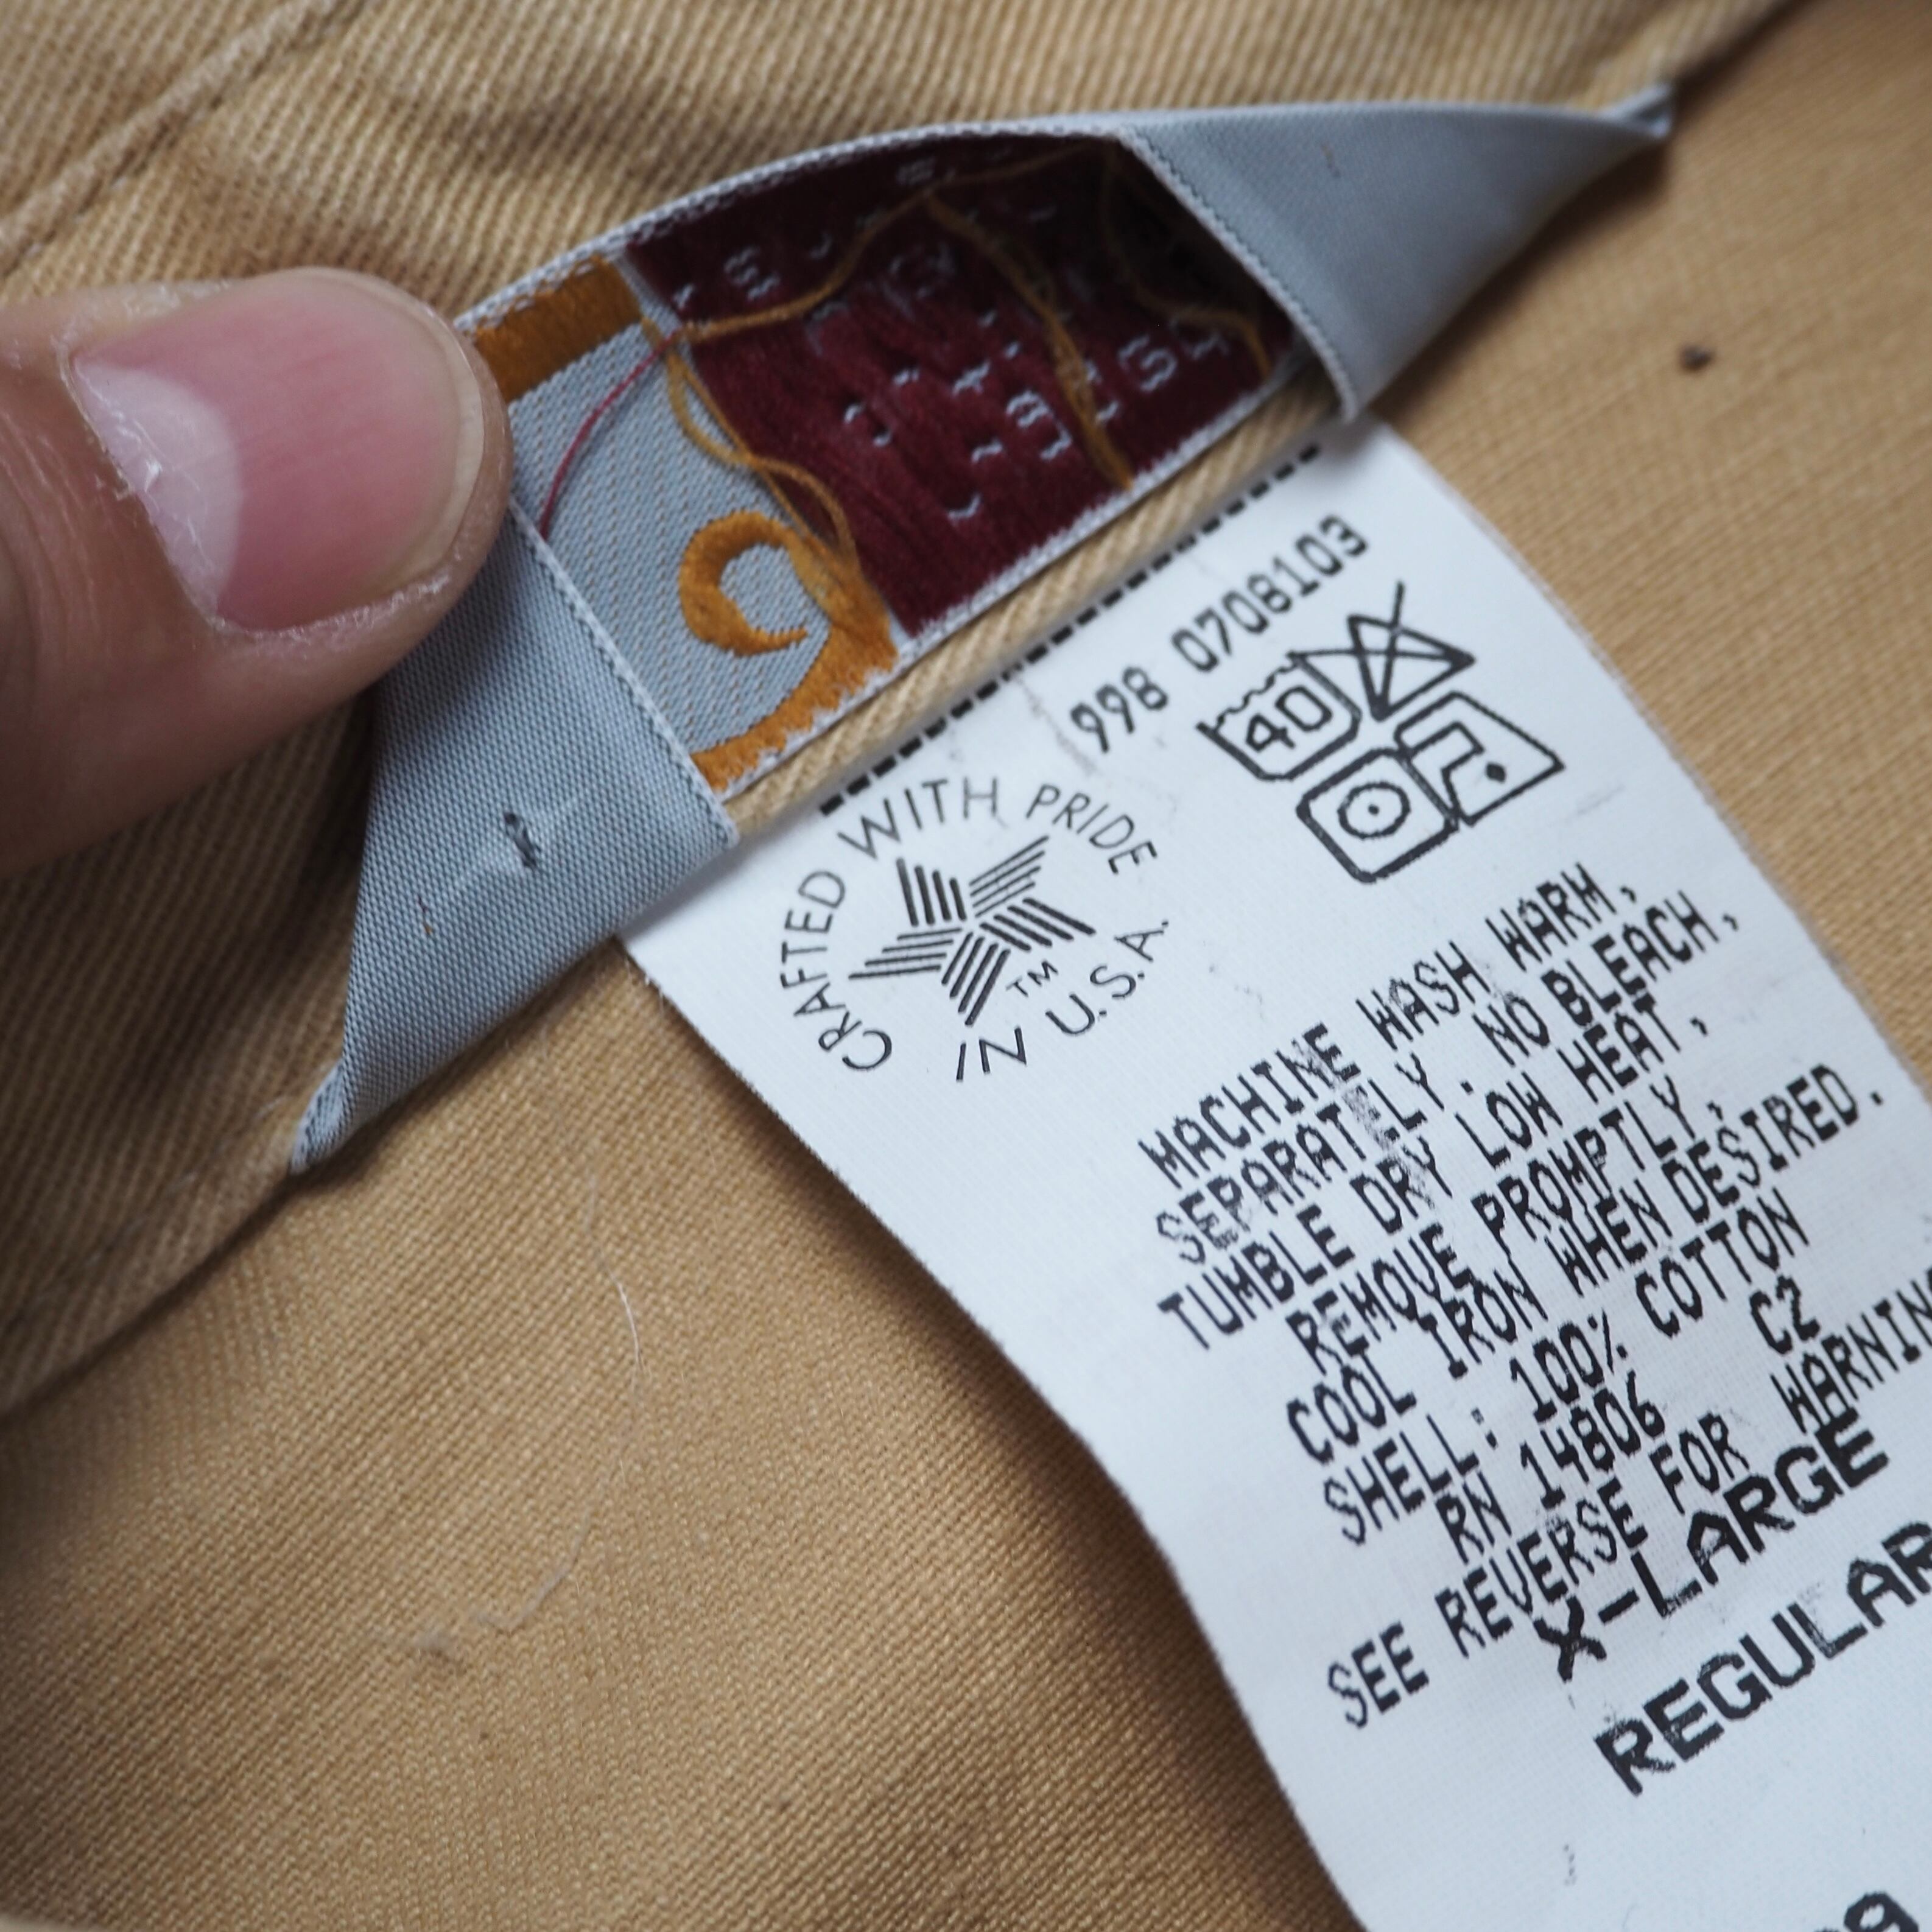 998 0708103
40
CRAFTED WITH PRIDE
IN U.S.A.
TM
MACHINE WASH WARM,
SEPARATELY. NO BLEACH,
TUMBLE DRY LOW HEAT,
REMOVE PROMPTLY,
COOL IRON WHEN DESIRED.
SHELL: 100% COTTON
RN 14806 C2
SEE REVERSE FOR WARNIN
X-LARGE
REGULAR